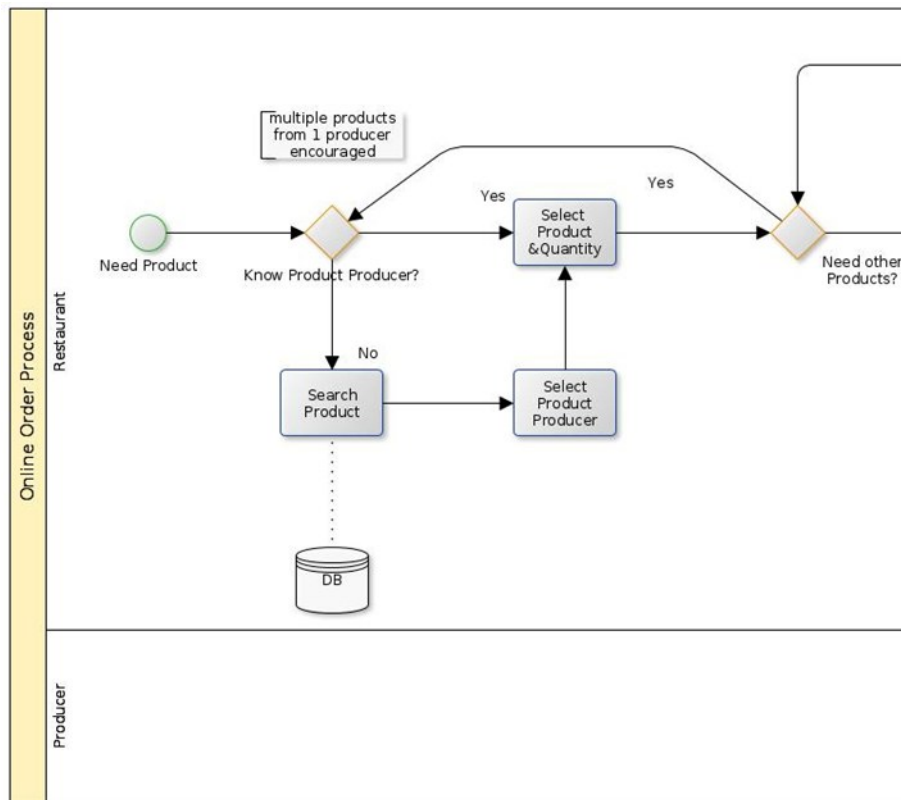 Online Order Process
Restaurant
multiple products
from 1 producer
encouraged
Need Product
Know Product Producer?
Yes
Select
Product
&Quantity
Yes
Need other
Products?
No
Search
Product
Select
Product
Producer
DB
Producer